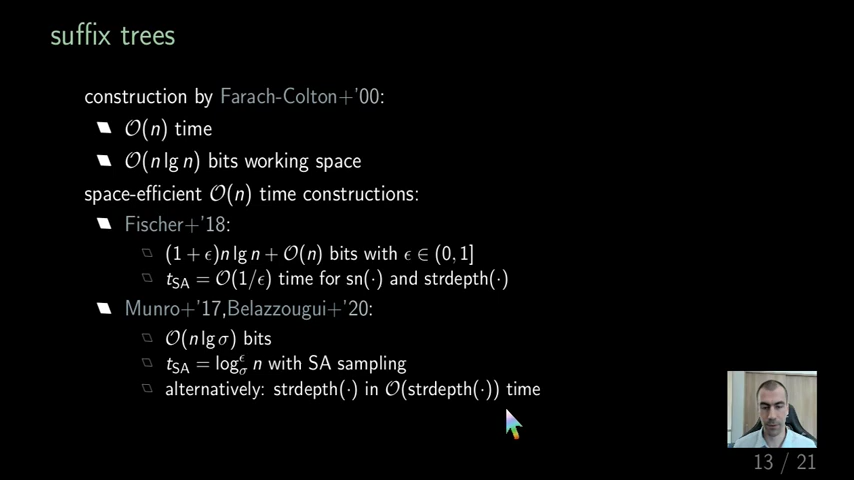 suffix trees
construction by Farach-Colton+'00:
O(n) time
O(n lg n) bits working space
space-efficient O(n) time constructions:
Fischer+'18:
(1 + ϵ)n lg n + O(n) bits with ϵ ∈ (0, 1]
t_SA = O(1/ϵ) time for sn(·) and strdepth(·)
Munro+'17,Belazzougui+'20:
O(n lg σ) bits
t_SA = log_σ^ϵ n with SA sampling
alternatively: strdepth(·) in O(strdepth(·)) time
13 / 21